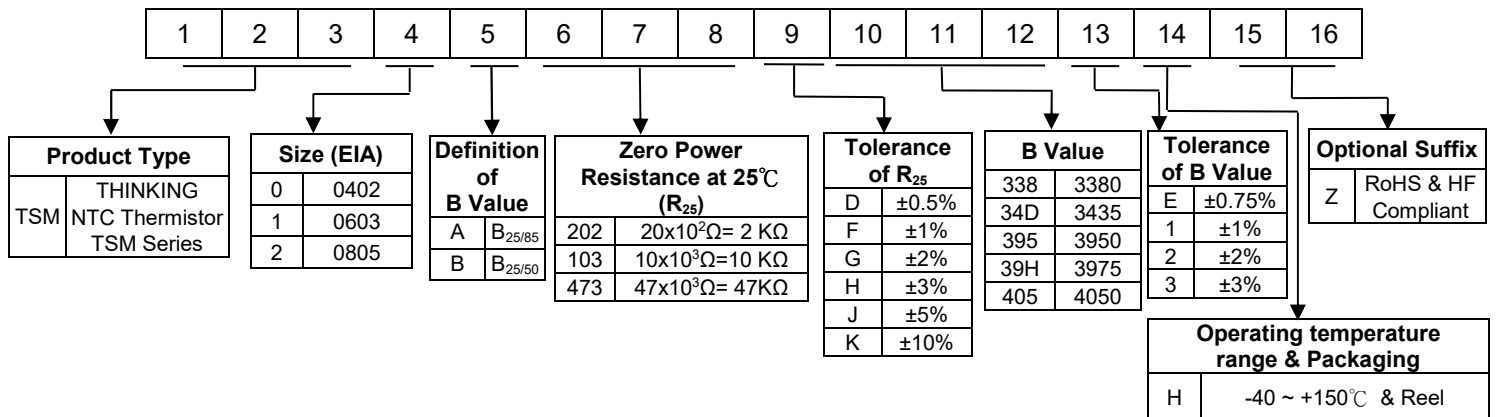 1 2 3 4 5 6 7 8 9 10 11 12 13 14 15 16
Product Type
TSM THINKING
NTC Thermistor
TSM Series
Size (EIA)
0 0402
1 0603
2 0805
Definition
of
B Value
A B25/85
B B25/50
Zero Power
Resistance at 25℃
(R25)
202 20x10²Ω= 2 KΩ
103 10x10³Ω=10 KΩ
473 47x10³Ω= 47KΩ
Tolerance
of R25
D ±0.5%
F ±1%
G ±2%
H ±3%
J ±5%
K ±10%
B Value
338 3380
34D 3435
395 3950
39H 3975
405 4050
Tolerance
of B Value
E ±0.75%
1 ±1%
2 ±2%
3 ±3%
Operating temperature
range & Packaging
H -40 ~ +150℃ & Reel
Optional Suffix
Z RoHS & HF
Compliant